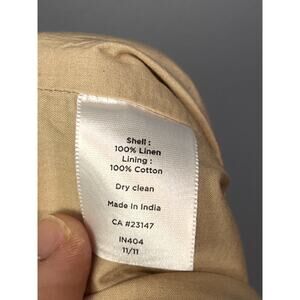 Shell :
100% Linen
Lining :
100% Cotton
Dry clean
Made In India
CA #23147
IN404
11/11